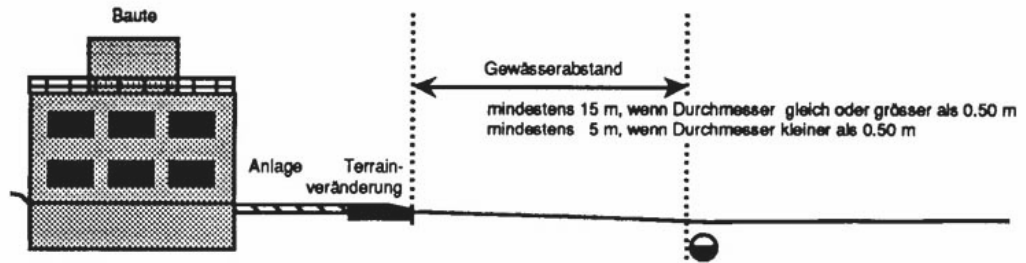 Baute
Gewässerabstand
mindestens 15 m, wenn Durchmesser gleich oder grösser als 0.50 m
mindestens 5 m, wenn Durchmesser kleiner als 0.50 m
Anlage
Terrain-
veränderung